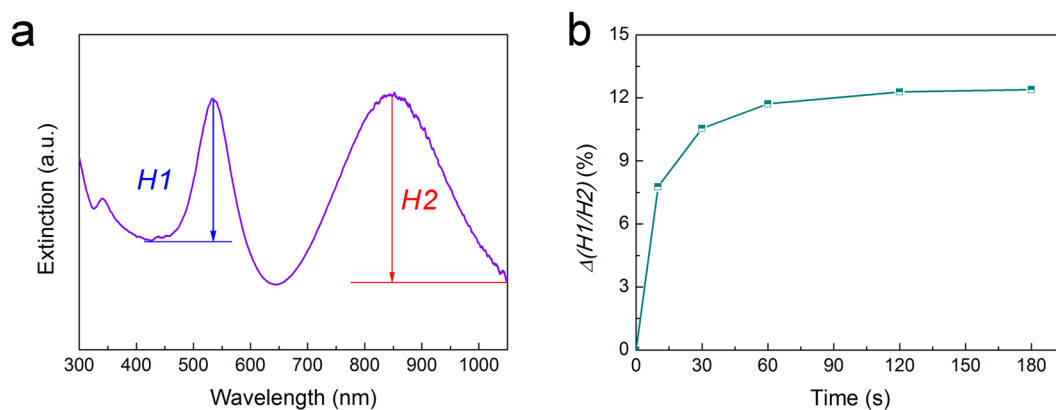 a
Extinction (a.u.)
H1
H2
300 400 500 600 700 800 900 1000
Wavelength (nm)
b
Δ(H1/H2) (%)
15
12
9
6
3
0
0 30 60 90 120 150 180
Time (s)